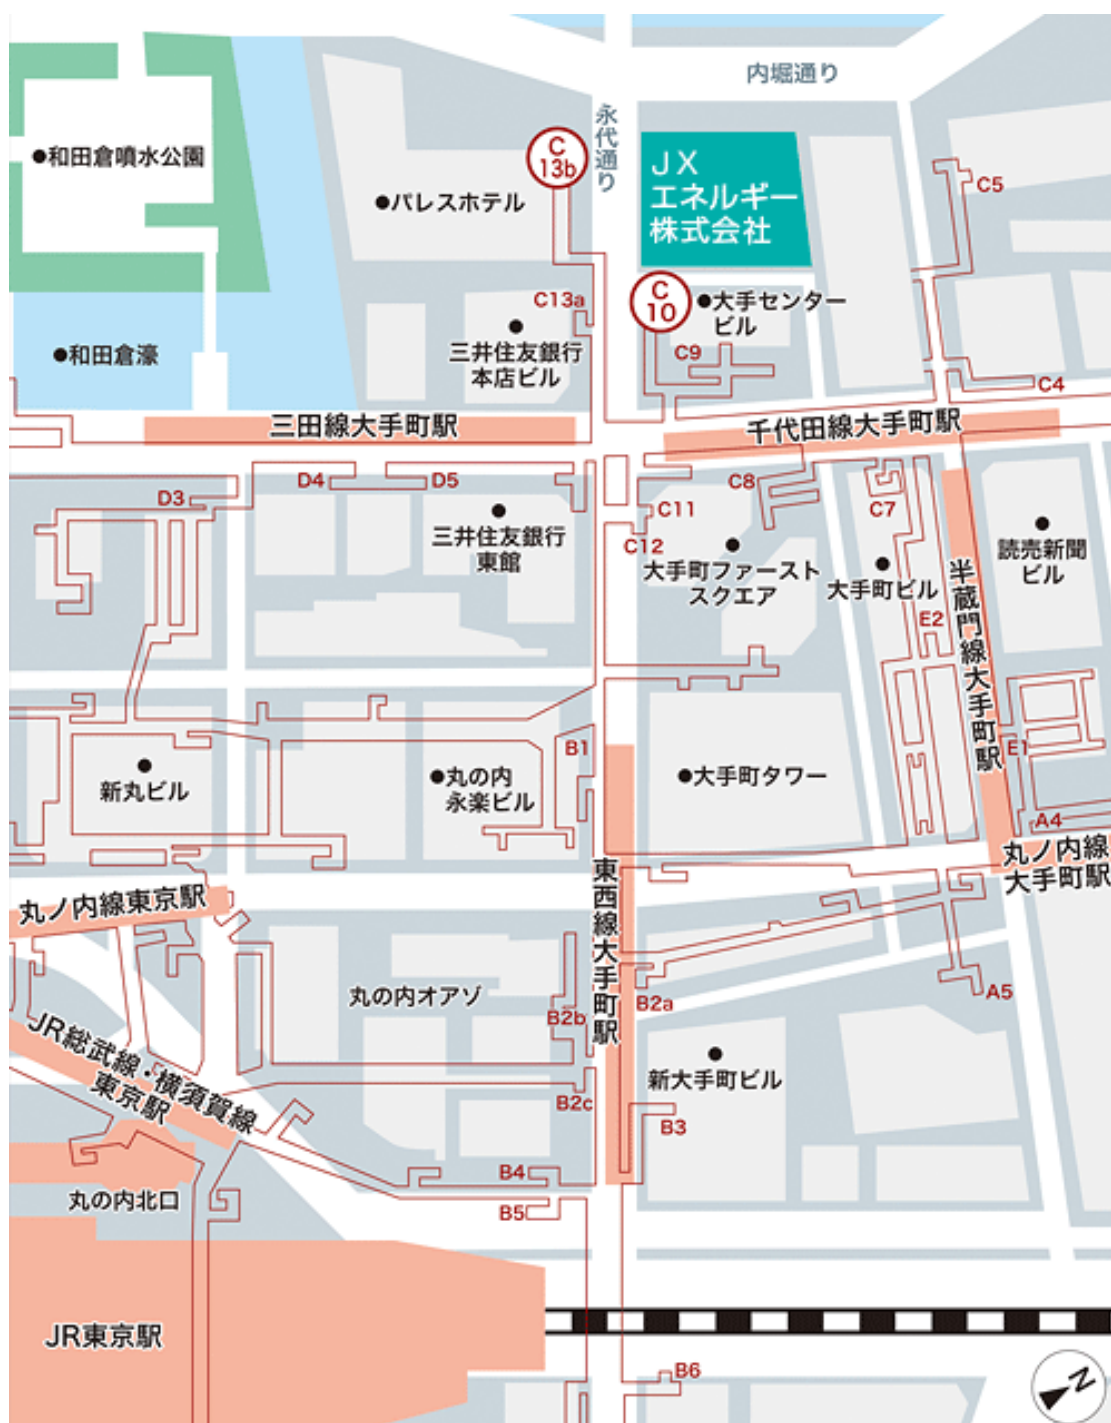 内堀通り
永代通り
和田倉噴水公園
C
13b
JX
エネルギー
株式会社
C5
パレスホテル
C13a
C
10
大手センター
ビル
三井住友銀行
本店ビル
和田倉濠
C9
C4
三田線大手町駅
千代田線大手町駅
D3
D4
D5
C8
C7
C11
C12
三井住友銀行
東館
大手町ファースト
スクエア
大手町ビル
読売新聞
ビル
半蔵門線大手町駅
E2
E1
B1
新丸ビル
丸の内
永楽ビル
大手町タワー
A4
丸ノ内線
大手町駅
東西線大手町駅
丸ノ内線東京駅
丸の内オアゾ
B2b
B2a
A5
JR総武線・横須賀線
東京駅
新大手町ビル
B2c
B3
B4
B5
丸の内北口
JR東京駅
B6
N